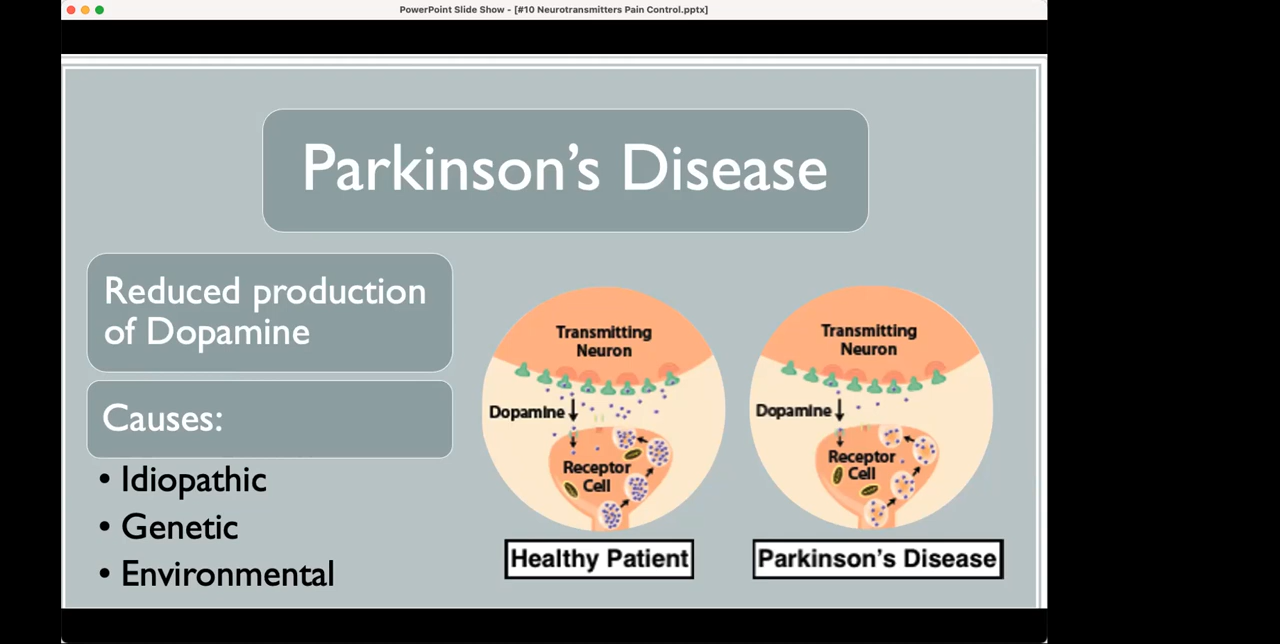 PowerPoint Slide Show - [#10 Neurotransmitters Pain Control.pptx]
Parkinson’s Disease
Reduced production
of Dopamine
Causes:
• Idiopathic
• Genetic
• Environmental
Transmitting
Neuron
Dopamine
Receptor
Cell
Healthy Patient
Transmitting
Neuron
Dopamine
Receptor
Cell
Parkinson’s Disease